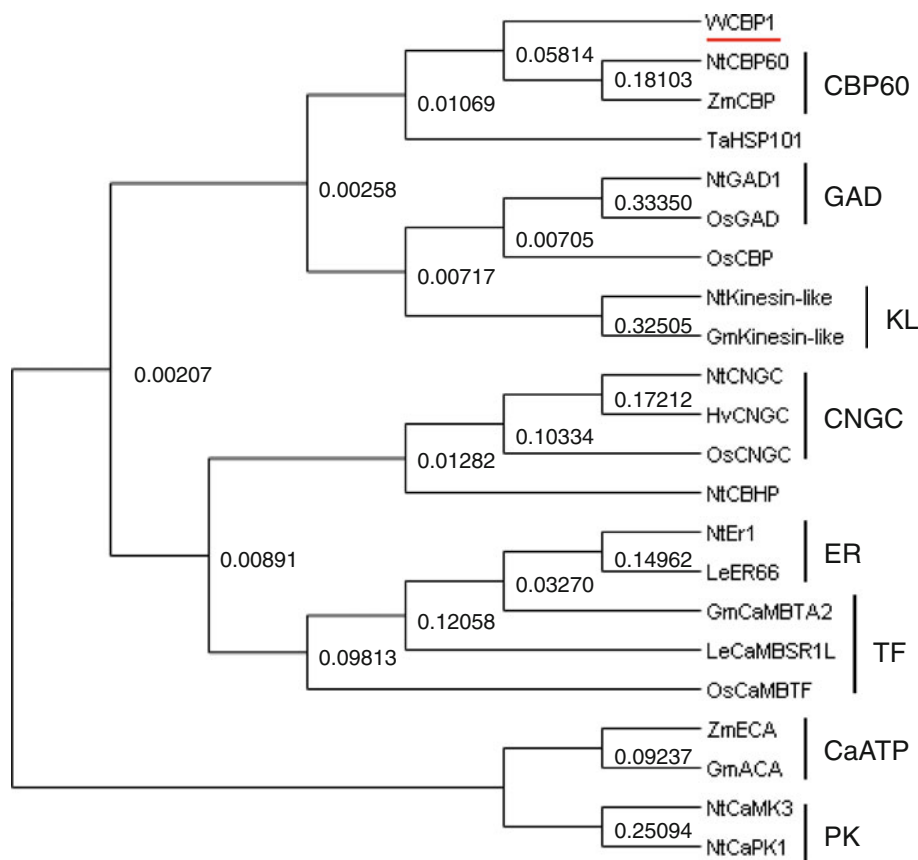 VVCBP1
0.05814
NtCBP60
0.18103
CBP60
ZmCBP
0.01069
TaHSP101
0.00258
NtGAD1
0.33350
GAD
OsGAD
0.00705
OsCBP
0.00717
NtKinesin-like
0.32505
KL
GmKinesin-like
0.00207
NtCNGC
0.17212
CNGC
HvCNGC
0.10334
OsCNGC
0.01282
NtCBHP
0.00891
NtEr1
0.14962
ER
LeER66
0.03270
GmCaMBTA2
0.12058
LeCaMBSR1L
TF
0.09813
OsCaMBTF
ZmECA
0.09237
CaATP
GmACA
NtCaMK3
0.25094
PK
NtCaPK1